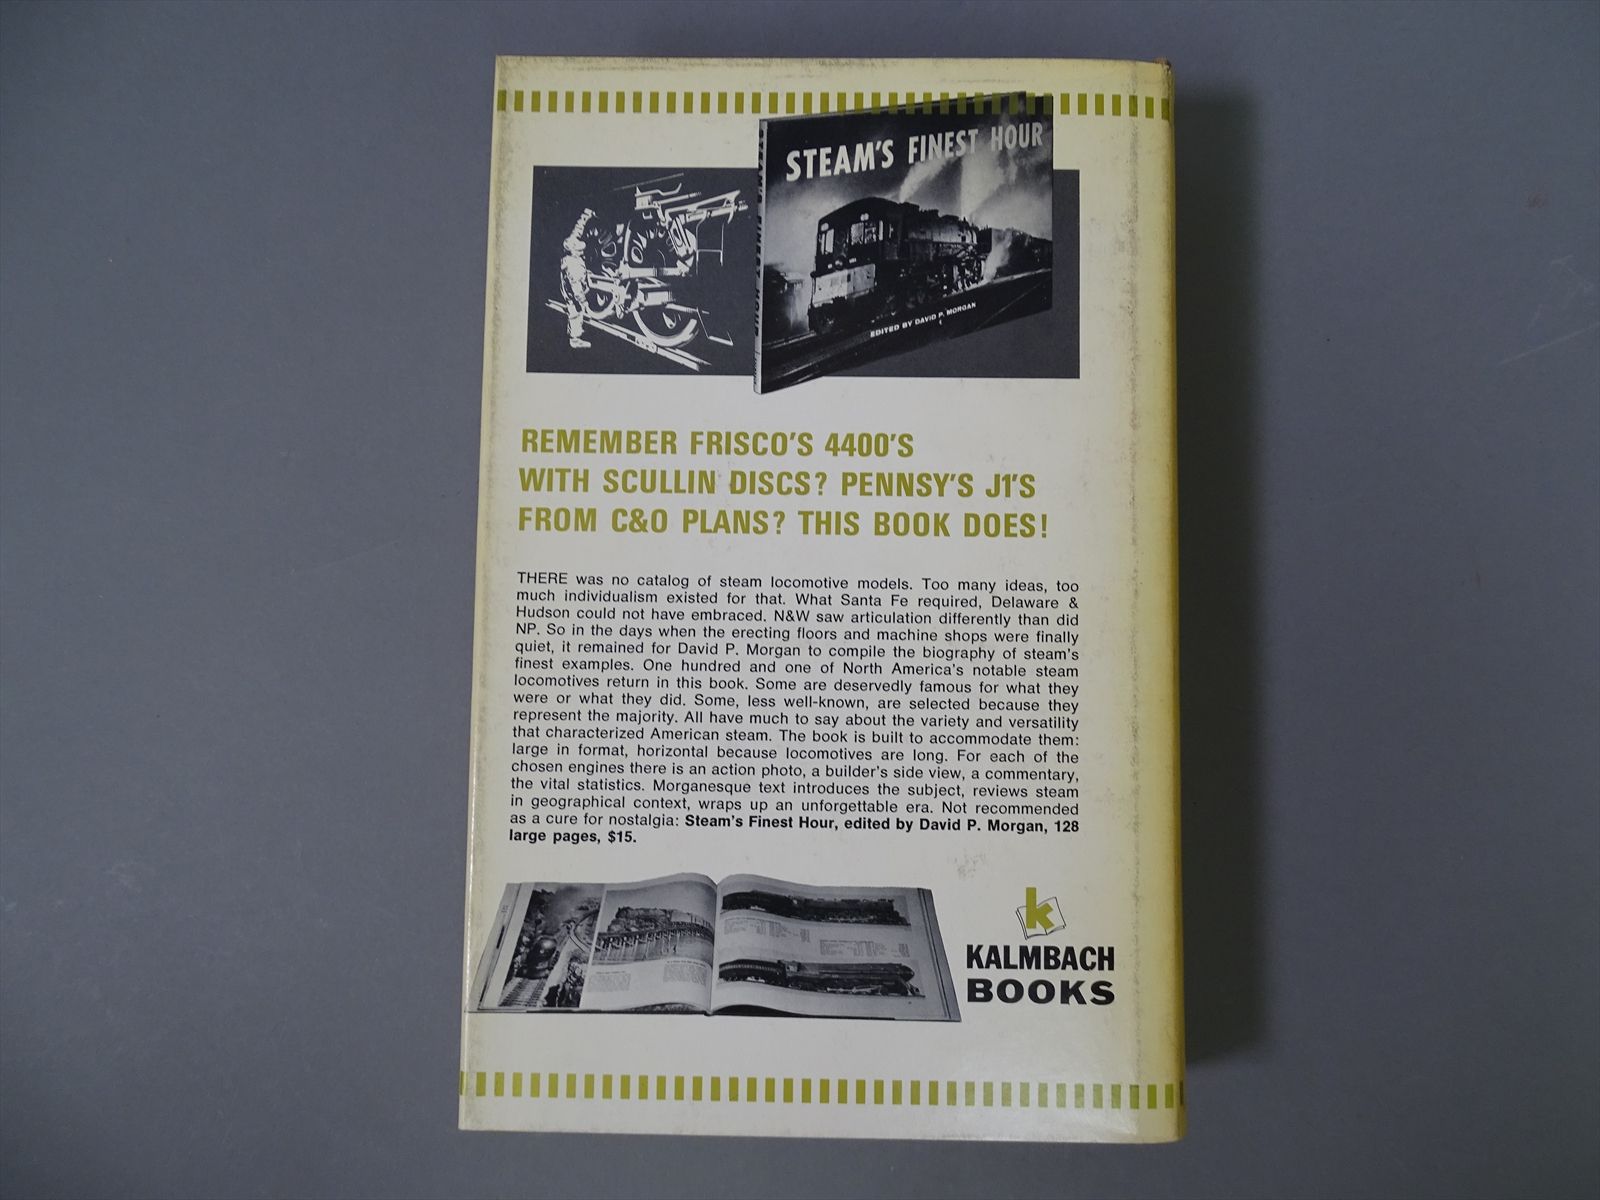 STEAM'S FINEST HOUR
EDITED BY DAVID P. MORGAN
REMEMBER FRISCO'S 4400'S
WITH SCULLIN DISCS? PENNSY'S J1'S
FROM C&O PLANS? THIS BOOK DOES!
THERE was no catalog of steam locomotive models. Too many ideas, too
much individualism existed for that. What Santa Fe required, Delaware &
Hudson could not have embraced. N&W saw articulation differently than did
NP. So in the days when the erecting floors and machine shops were finally
quiet, it remained for David P. Morgan to compile the biography of steam's
finest examples. One hundred and one of North America's notable steam
locomotives return in this book. Some are deservedly famous for what they
were or what they did. Some, less well-known, are selected because they
represent the majority. All have much to say about the variety and versatility
that characterized American steam. The book is built to accommodate them:
large in format, horizontal because locomotives are long. For each of the
chosen engines there is an action photo, a builder's side view, a commentary,
the vital statistics. Morganesque text introduces the subject, reviews steam
in geographical context, wraps up an unforgettable era. Not recommended
as a cure for nostalgia: Steam's Finest Hour, edited by David P. Morgan, 128
large pages, $15.
k
KALMBACH
BOOKS